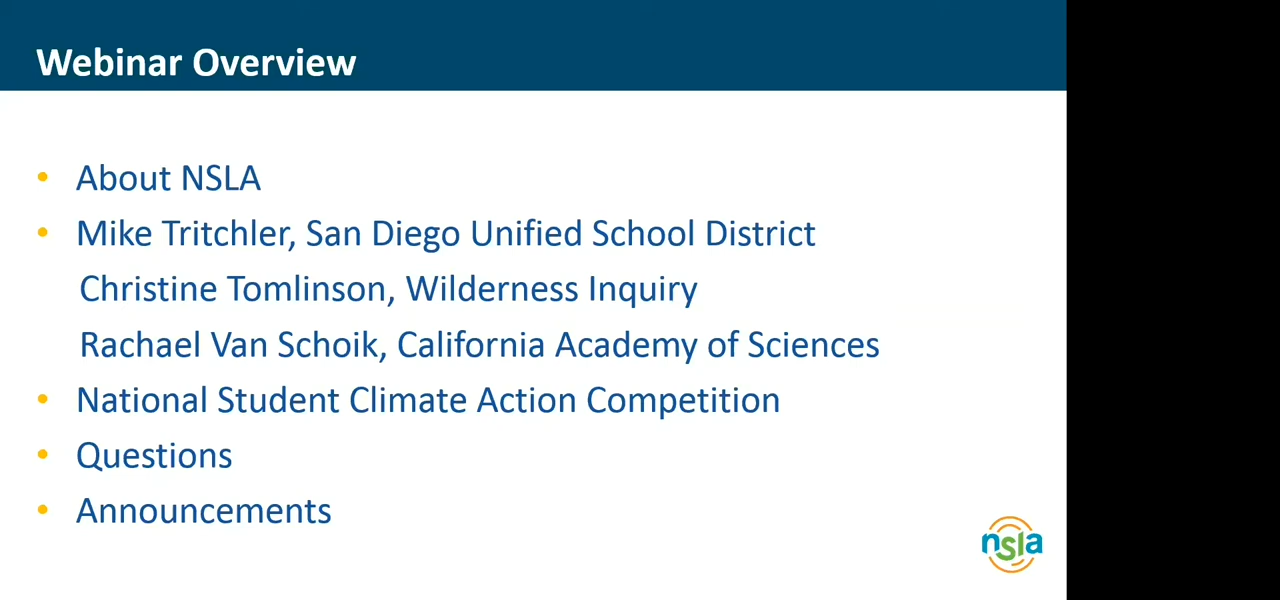 Webinar Overview
• About NSLA
• Mike Tritchler, San Diego Unified School District
Christine Tomlinson, Wilderness Inquiry
Rachael Van Schoik, California Academy of Sciences
• National Student Climate Action Competition
• Questions
• Announcements
nsla